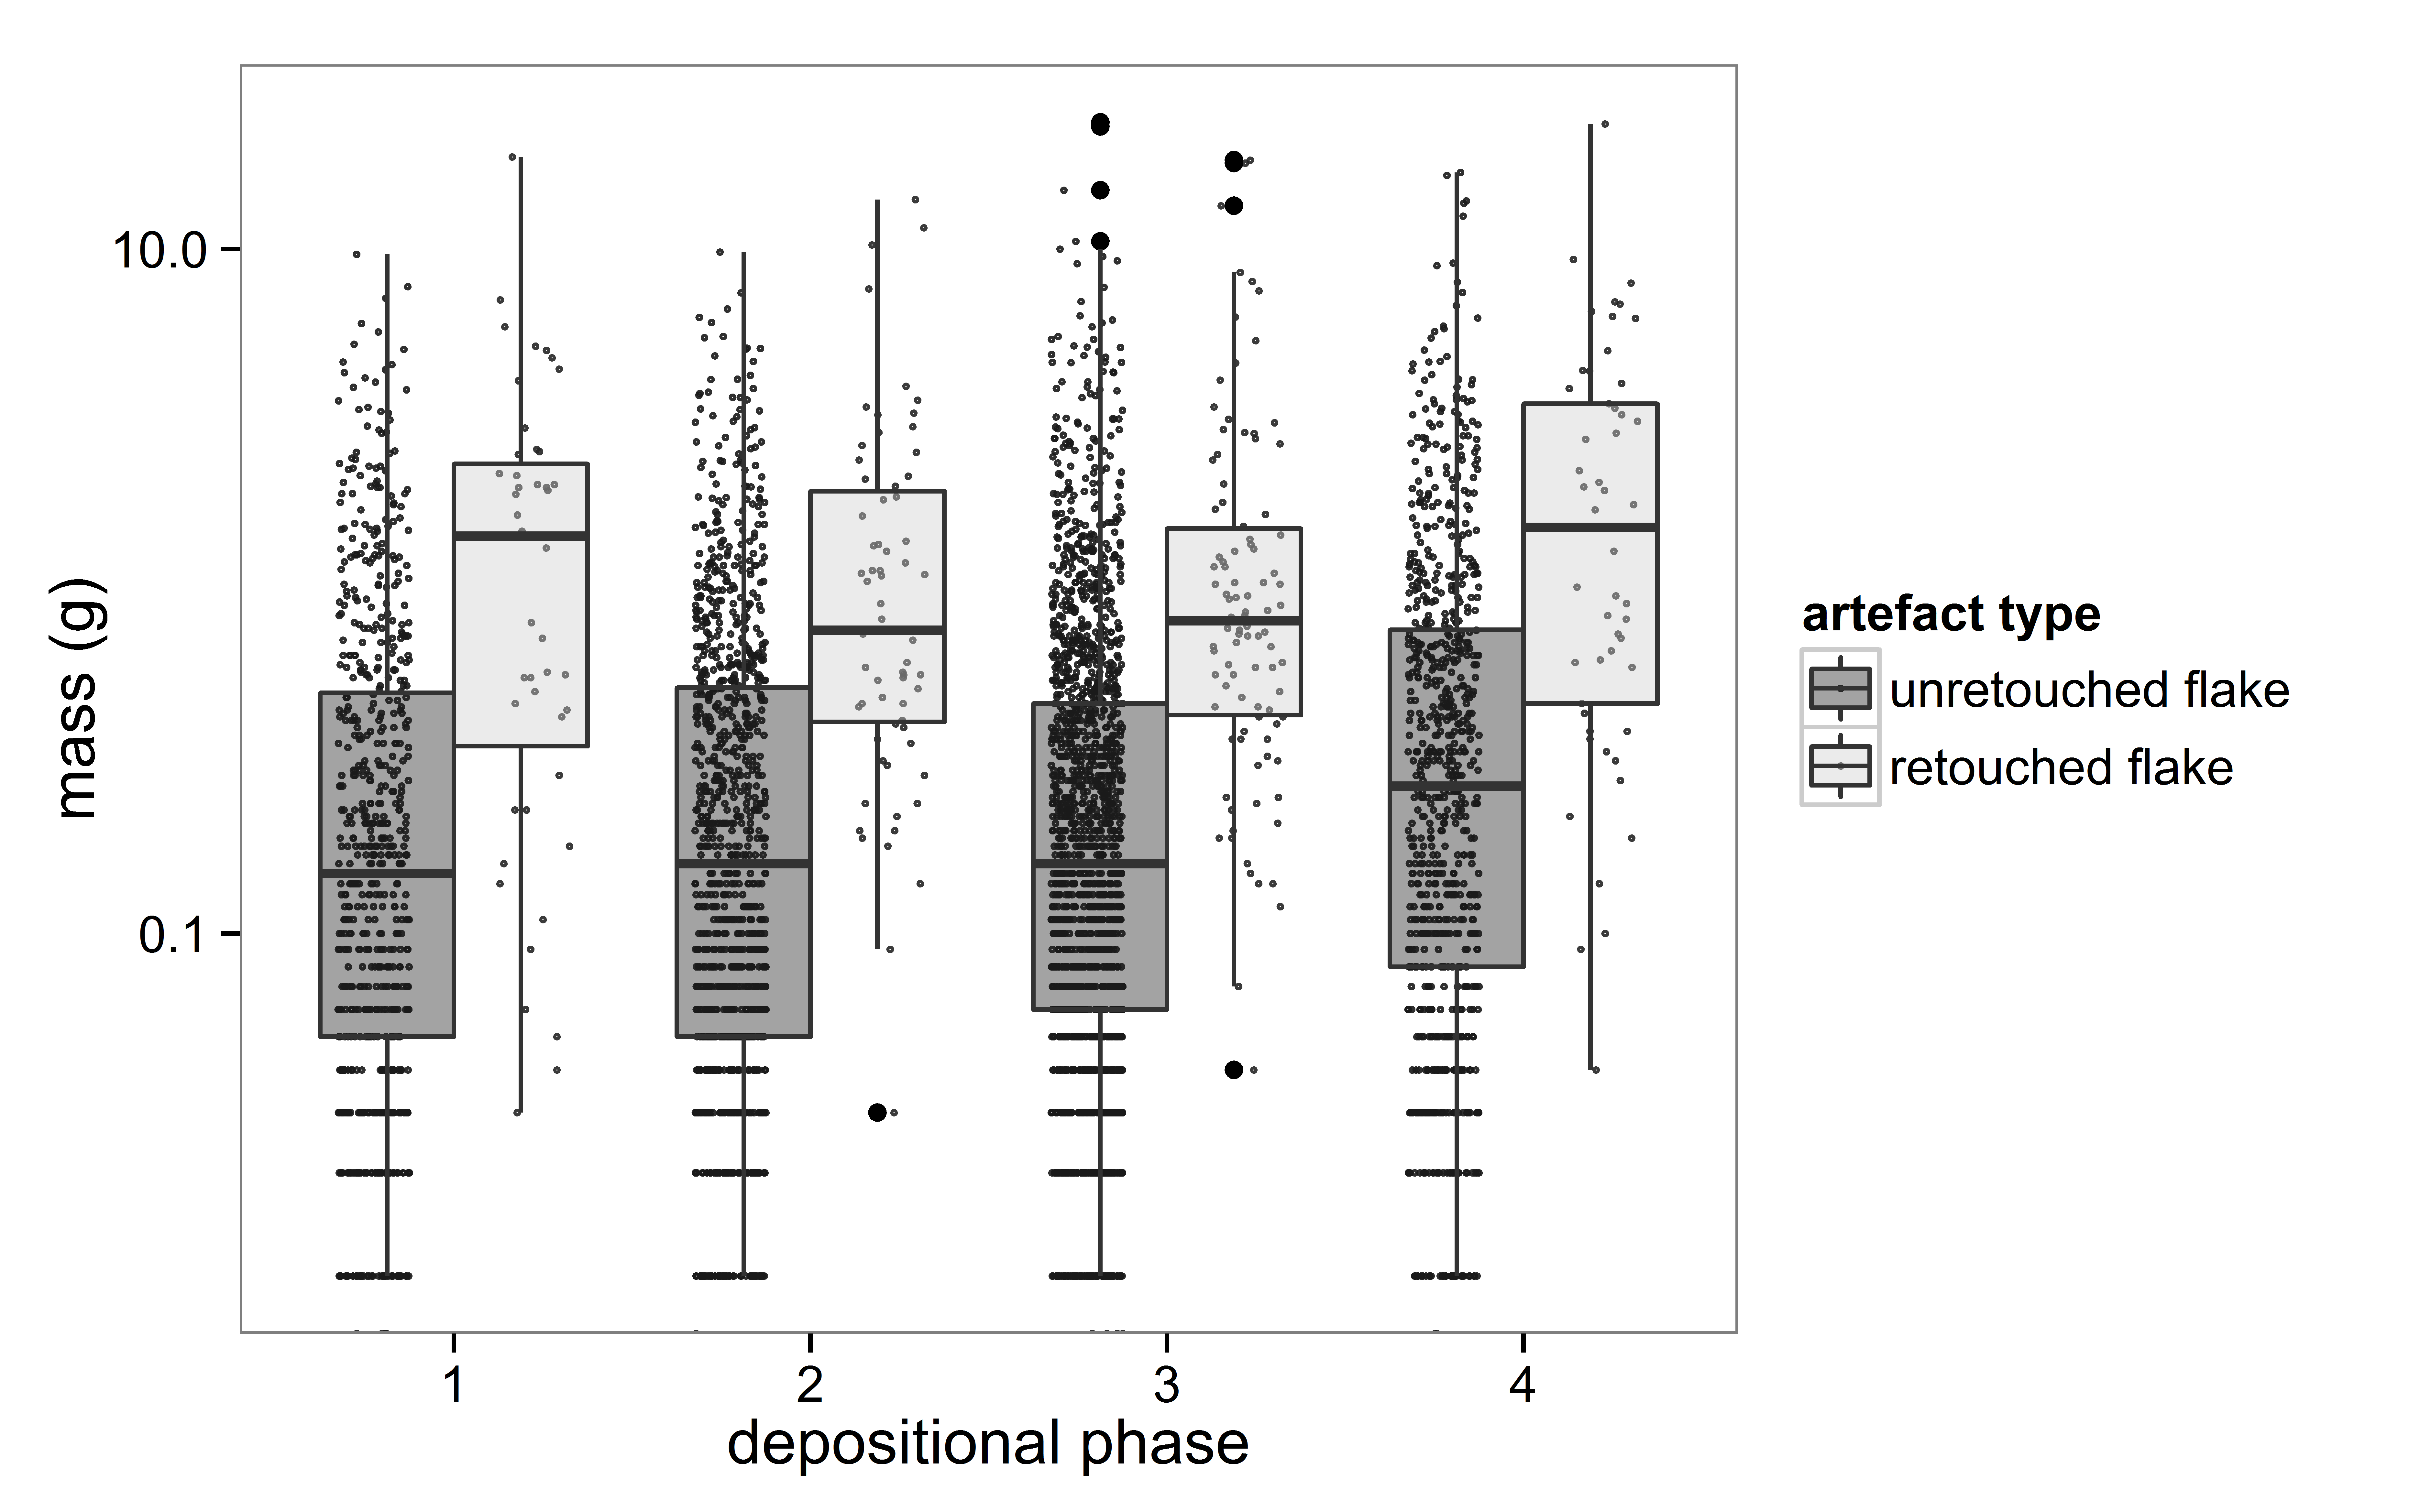 mass (g)
10.0
0.1
1 2 3 4
depositional phase
artefact type
unretouched flake
retouched flake